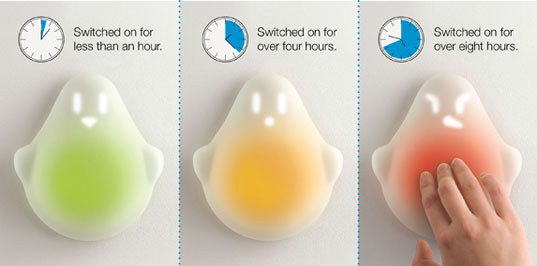 Switched on for
less than an hour.
Switched on for
over four hours.
Switched on for
over eight hours.